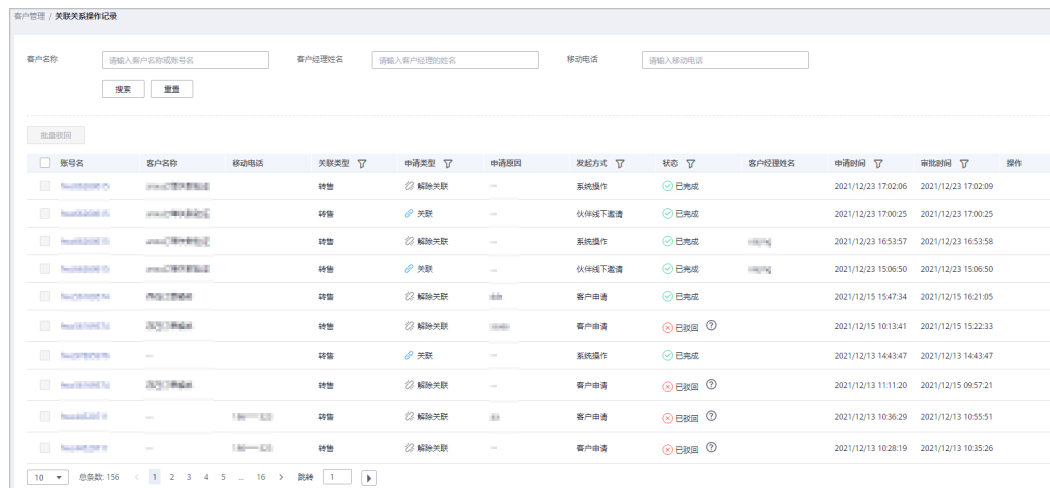 客户管理 / 关联关系操作记录
客户名称 请输入客户名称或账号名 客户经理姓名 请输入客户经理的姓名 移动电话 请输入移动电话
搜索 重置
批量驳回
账号名 客户名称 移动电话 关联类型 申请类型 申请原因 发起方式 状态 客户经理姓名 申请时间 审批时间 操作
转售 解除关联 -- 系统操作 已完成 2021/12/23 17:02:06 2021/12/23 17:02:09
转售 关联 -- 伙伴线下邀请 已完成 2021/12/23 17:00:25 2021/12/23 17:00:25
转售 解除关联 -- 系统操作 已完成 2021/12/23 16:53:57 2021/12/23 16:53:58
转售 关联 -- 伙伴线下邀请 已完成 2021/12/23 15:06:50 2021/12/23 15:06:50
转售 解除关联 客户申请 已完成 2021/12/15 15:47:34 2021/12/15 16:21:05
转售 解除关联 客户申请 已驳回 2021/12/15 10:13:41 2021/12/15 15:22:33
-- 转售 关联 -- 系统操作 已完成 2021/12/13 14:43:47 2021/12/13 14:43:47
转售 解除关联 -- 客户申请 已驳回 2021/12/13 11:11:20 2021/12/15 09:57:21
-- 转售 解除关联 客户申请 已驳回 2021/12/13 10:36:29 2021/12/13 10:55:51
-- 转售 解除关联 -- 客户申请 已驳回 2021/12/13 10:28:19 2021/12/13 10:35:26
10 总条数: 156 < 1 2 3 4 5 ... 16 > 跳转 1